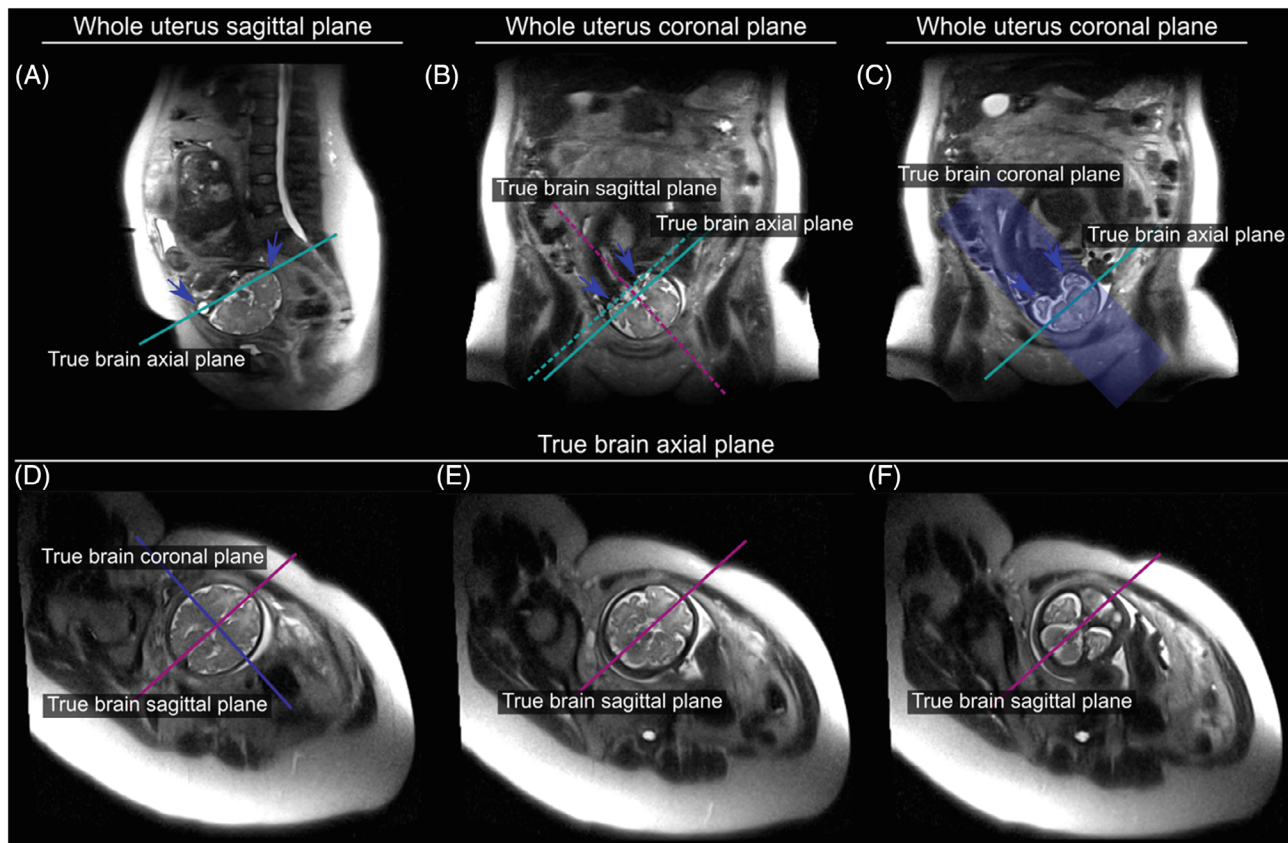 Whole uterus sagittal plane
Whole uterus coronal plane
Whole uterus coronal plane
(A)
(B)
(C)
True brain axial plane
True brain sagittal plane
True brain axial plane
True brain coronal plane
True brain axial plane
True brain axial plane
(D)
(E)
(F)
True brain coronal plane
True brain sagittal plane
True brain sagittal plane
True brain sagittal plane